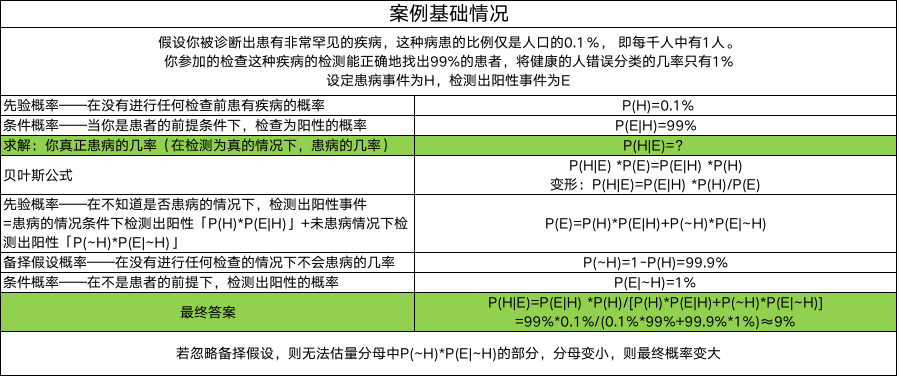 案例基础情况
假设你被诊断出患有非常罕见的疾病，这种病患的比例仅是人口的0.1%，即每千人中有1人。
你参加的检查这种疾病的检测能正确地找出99%的患者，将健康的人错误分类的几率只有1%
设定患病事件为H，检测出阳性事件为E
先验概率——在没有进行任何检查前患有疾病的概率
P(H)=0.1%
条件概率——当你是患者的前提条件下，检查为阳性的概率
P(E|H)=99%
求解：你真正患病的几率（在检测为真的情况下，患病的几率）
P(H|E)=?
贝叶斯公式
P(H|E) *P(E)=P(E|H) *P(H)
变形：P(H|E)=P(E|H) *P(H)/P(E)
先验概率——在不知道是否患病的情况下，检测出阳性事件
=患病的情况条件下检测出阳性「P(H)*P(E|H)」+未患病情况下检
测出阳性「P(~H)*P(E|~H)」
P(E)=P(H)*P(E|H)+P(~H)*P(E|~H)
备择假设概率——在没有进行任何检查的情况下不会患病的几率
P(~H)=1-P(H)=99.9%
条件概率——在不是患者的前提下，检测出阳性的概率
P(E|~H)=1%
最终答案
P(H|E)=P(E|H) *P(H)/[P(H)*P(E|H)+P(~H)*P(E|~H)]
=99%*0.1%/(0.1%*99%+99.9%*1%)≈9%
若忽略备择假设，则无法估量分母中P(~H)*P(E|~H)的部分，分母变小，则最终概率变大